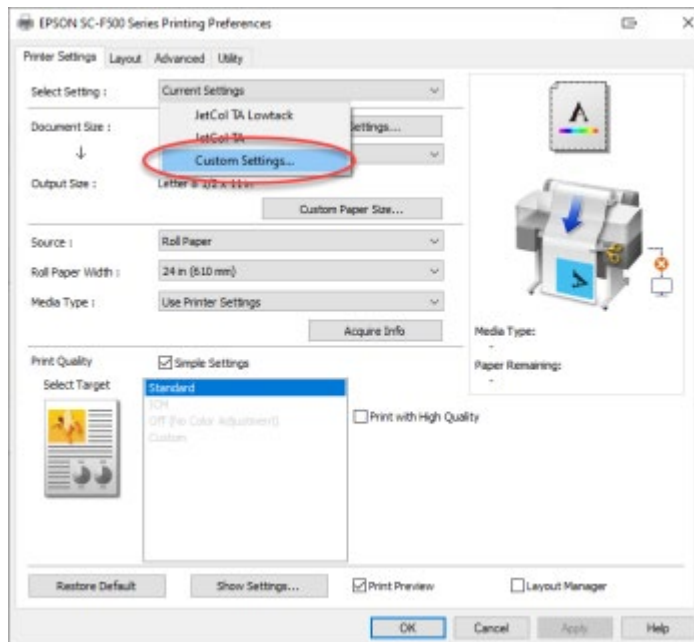 EPSON SC-F500 Series Printing Preferences
Printer Settings Layout Advanced Utility
Select Setting : Current Settings
JetCol TA Lowtack
Document Size : ettings...
JetCol TA
Custom Settings...
Output Size : Letter 8 1/2 x 11 in
Custom Paper Size...
Source : Roll Paper
Roll Paper Width : 24 in (610 mm)
Media Type : Use Printer Settings
Acquire Info
Media Type:
-
Print Quality Simple Settings
Paper Remaining:
-
Select Target Standard
ICM
Off (No Color Adjustment)
Custom
Print with High Quality
Restore Default Show Settings... Print Preview Layout Manager
OK Cancel Apply Help